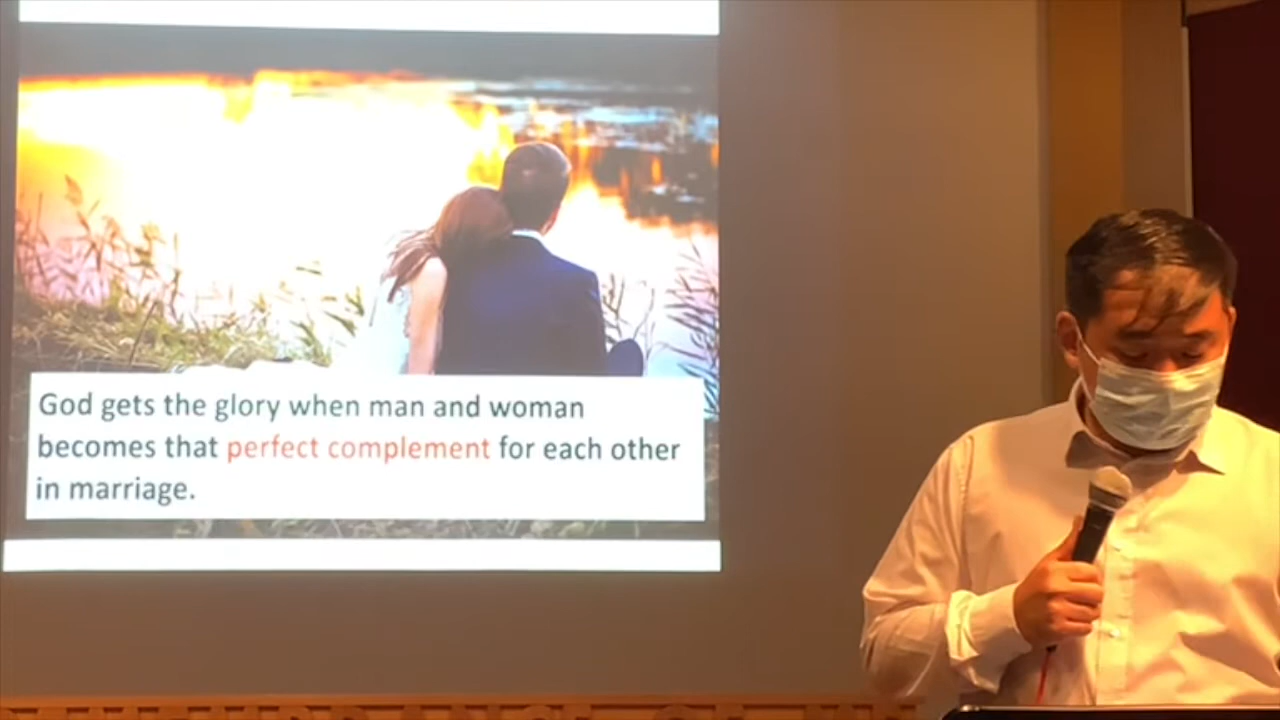 God gets the glory when man and woman
becomes that perfect complement for each other
in marriage.